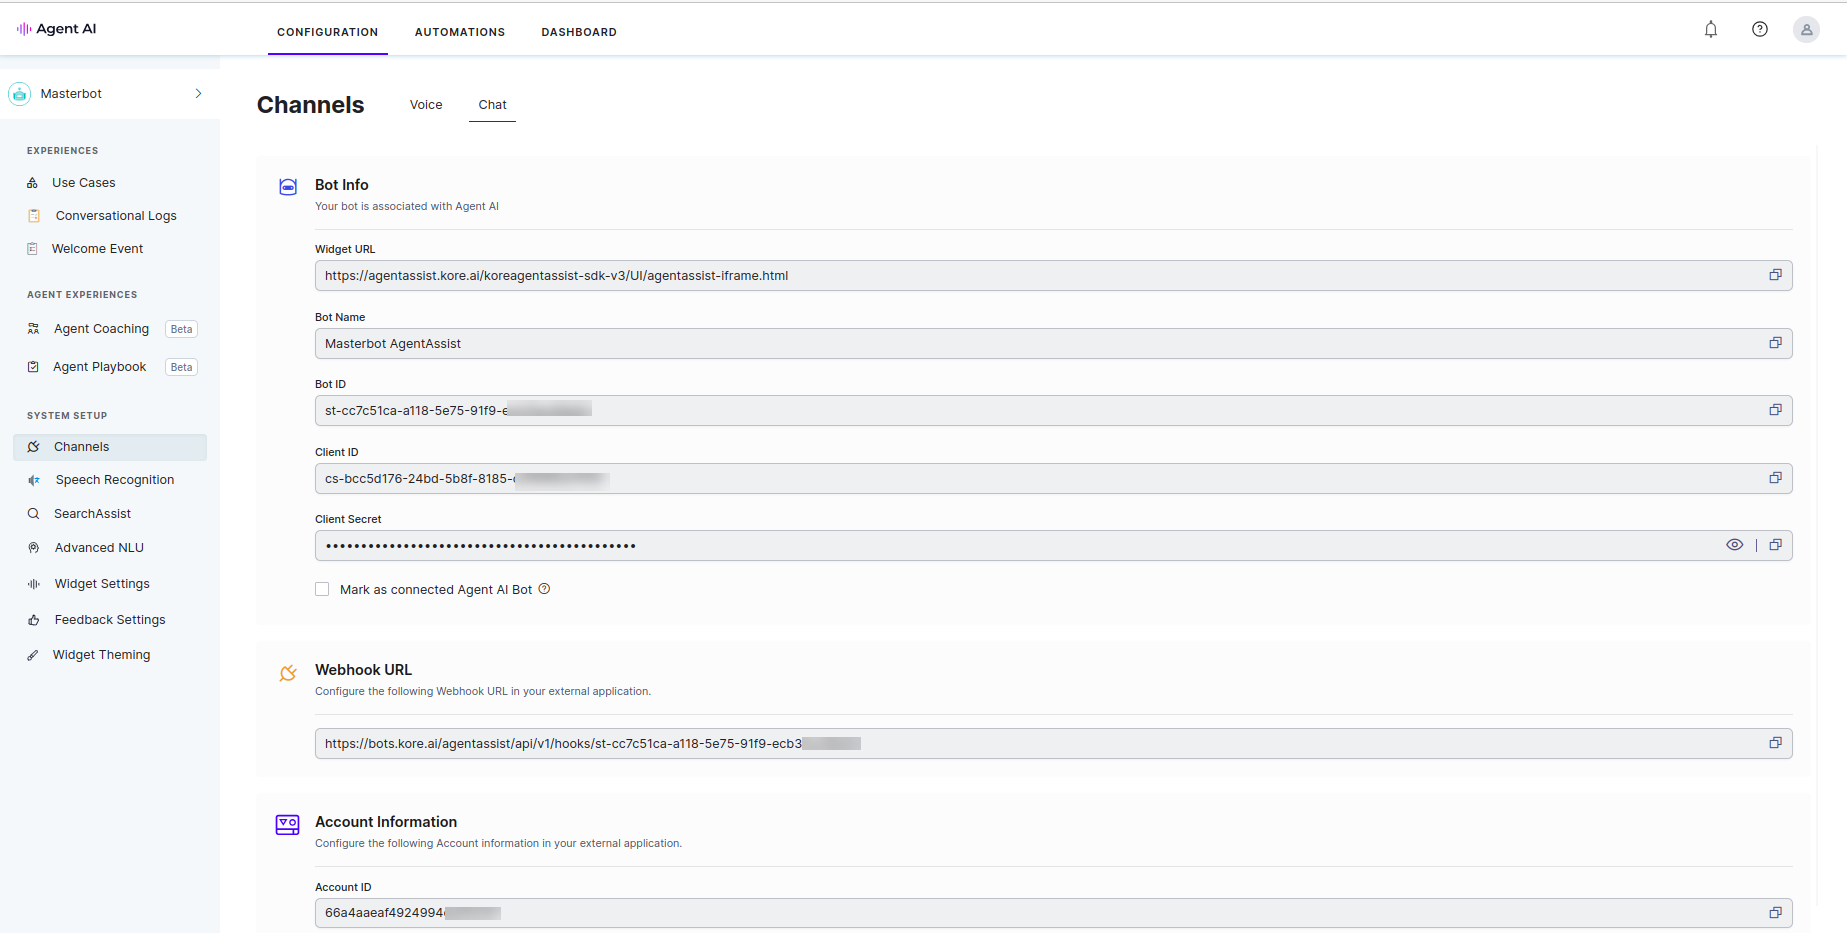 Agent AI
CONFIGURATION
AUTOMATIONS
DASHBOARD
Masterbot
EXPERIENCES
Use Cases
Conversational Logs
Welcome Event
AGENT EXPERIENCES
Agent Coaching Beta
Agent Playbook Beta
SYSTEM SETUP
Channels
Speech Recognition
SearchAssist
Advanced NLU
Widget Settings
Feedback Settings
Widget Theming
Channels
Voice
Chat
Bot Info
Your bot is associated with Agent AI
Widget URL
https://agentassist.kore.ai/koreagentassist-sdk-v3/UI/agentassist-iframe.html
Bot Name
Masterbot AgentAssist
Bot ID
st-cc7c51ca-a118-5e75-91f9-
Client ID
cs-bcc5d176-24bd-5b8f-8185-
Client Secret
••••••••••••••••••••••••••••••••••••••••••••
Mark as connected Agent AI Bot
Webhook URL
Configure the following Webhook URL in your external application.
https://bots.kore.ai/agentassist/api/v1/hooks/st-cc7c51ca-a118-5e75-91f9-ecb3
Account Information
Configure the following Account information in your external application.
Account ID
66a4aaeaf4924994